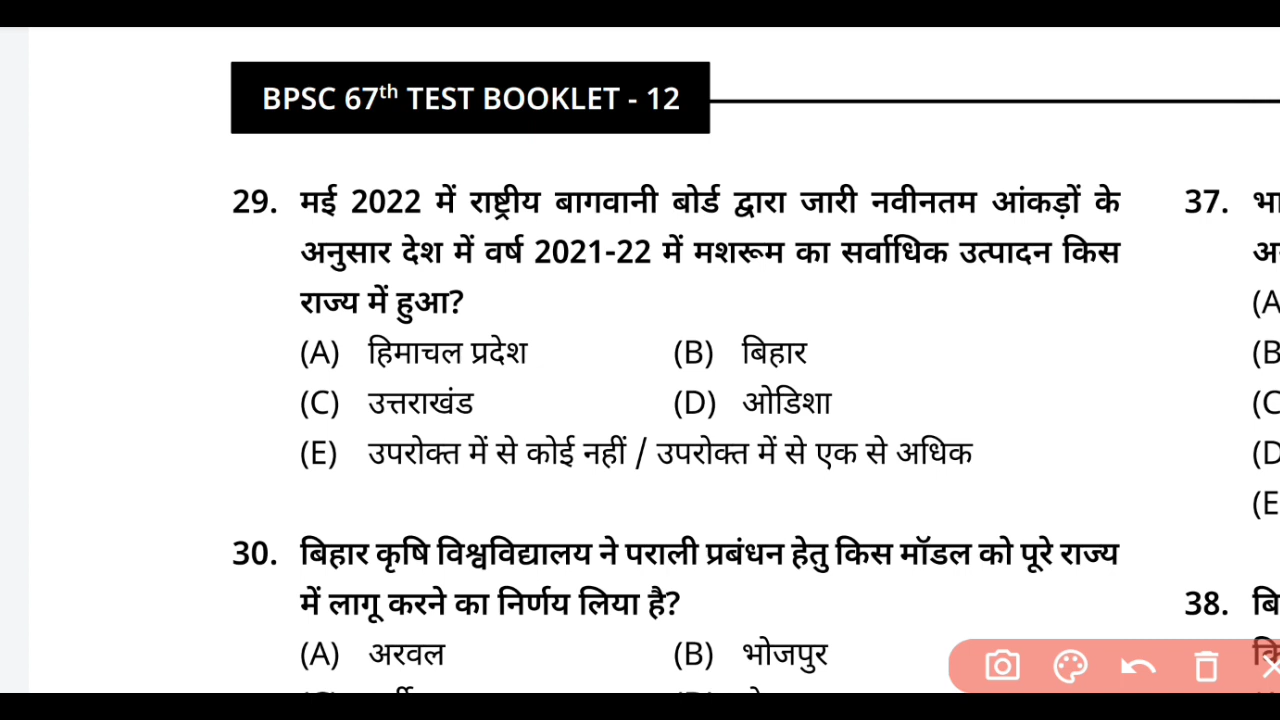 BPSC 67th TEST BOOKLET - 12
29. मई 2022 में राष्ट्रीय बागवानी बोर्ड द्वारा जारी नवीनतम आंकड़ों के
अनुसार देश में वर्ष 2021-22 में मशरूम का सर्वाधिक उत्पादन किस
राज्य में हुआ?
(A) हिमाचल प्रदेश (B) बिहार
(C) उत्तराखंड (D) ओडिशा
(E) उपरोक्त में से कोई नहीं / उपरोक्त में से एक से अधिक
30. बिहार कृषि विश्वविद्यालय ने पराली प्रबंधन हेतु किस मॉडल को पूरे राज्य
में लागू करने का निर्णय लिया है?
(A) अरवल (B) भोजपुर
37.
(A
(B
(C
(D
(E
38.